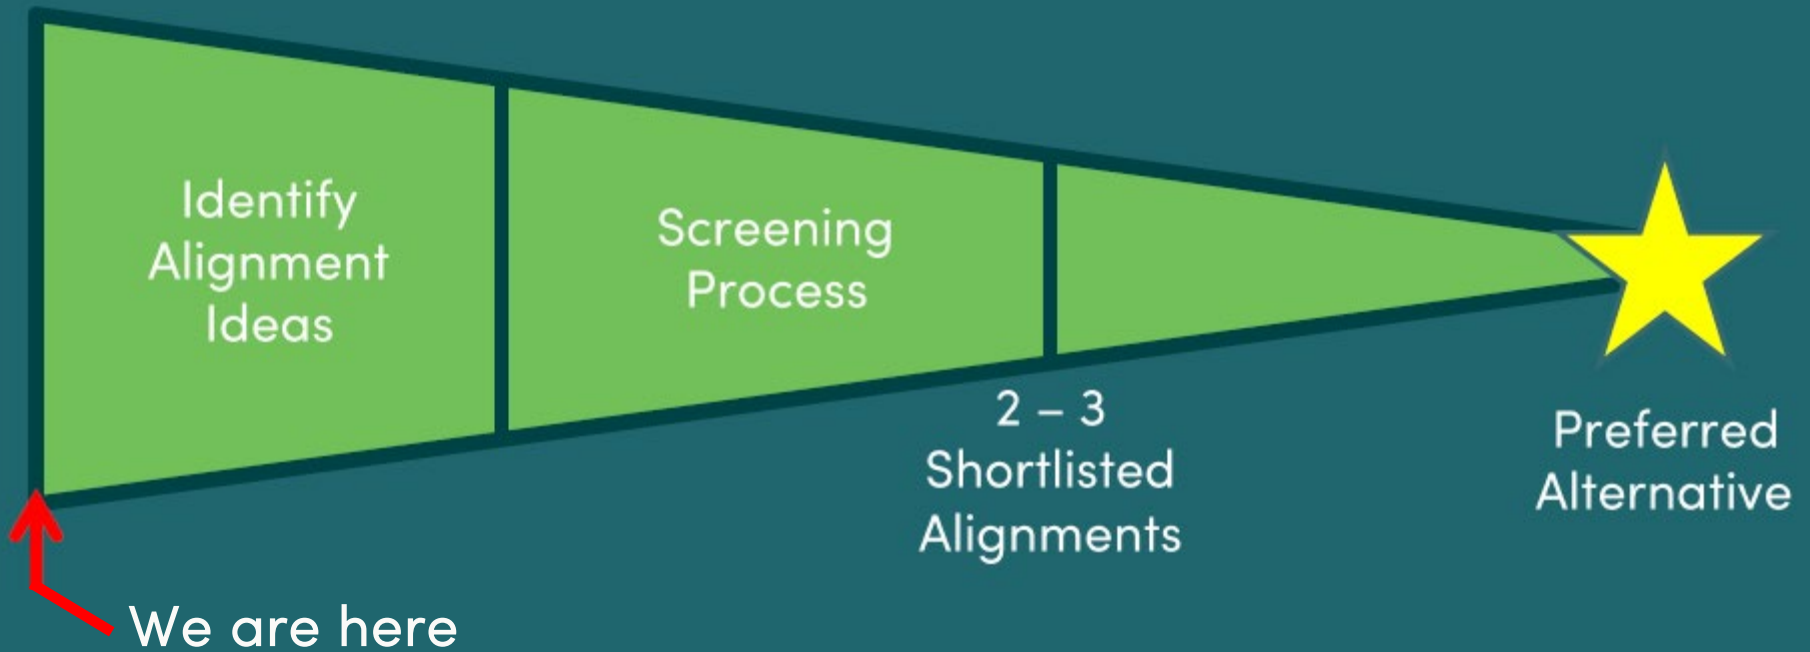 Identify
Alignment
Ideas
Screening
Process
2 – 3
Shortlisted
Alignments
Preferred
Alternative
We are here